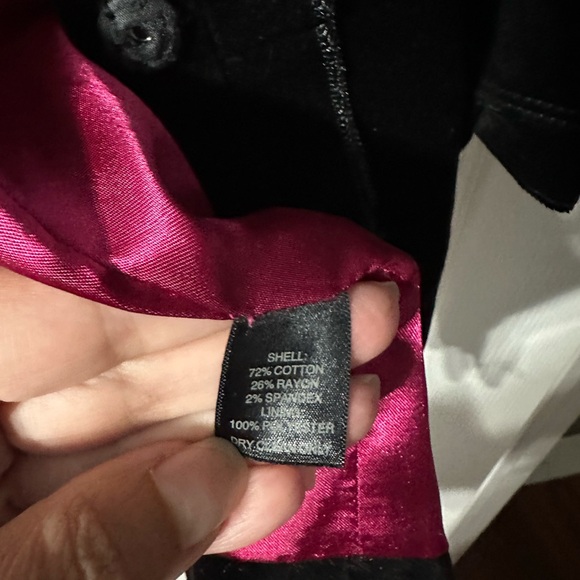 SHELL:
72% COTTON
26% RAYON
2% SPANDEX
LINING:
100% POLYESTER
DRY CLEAN ONLY